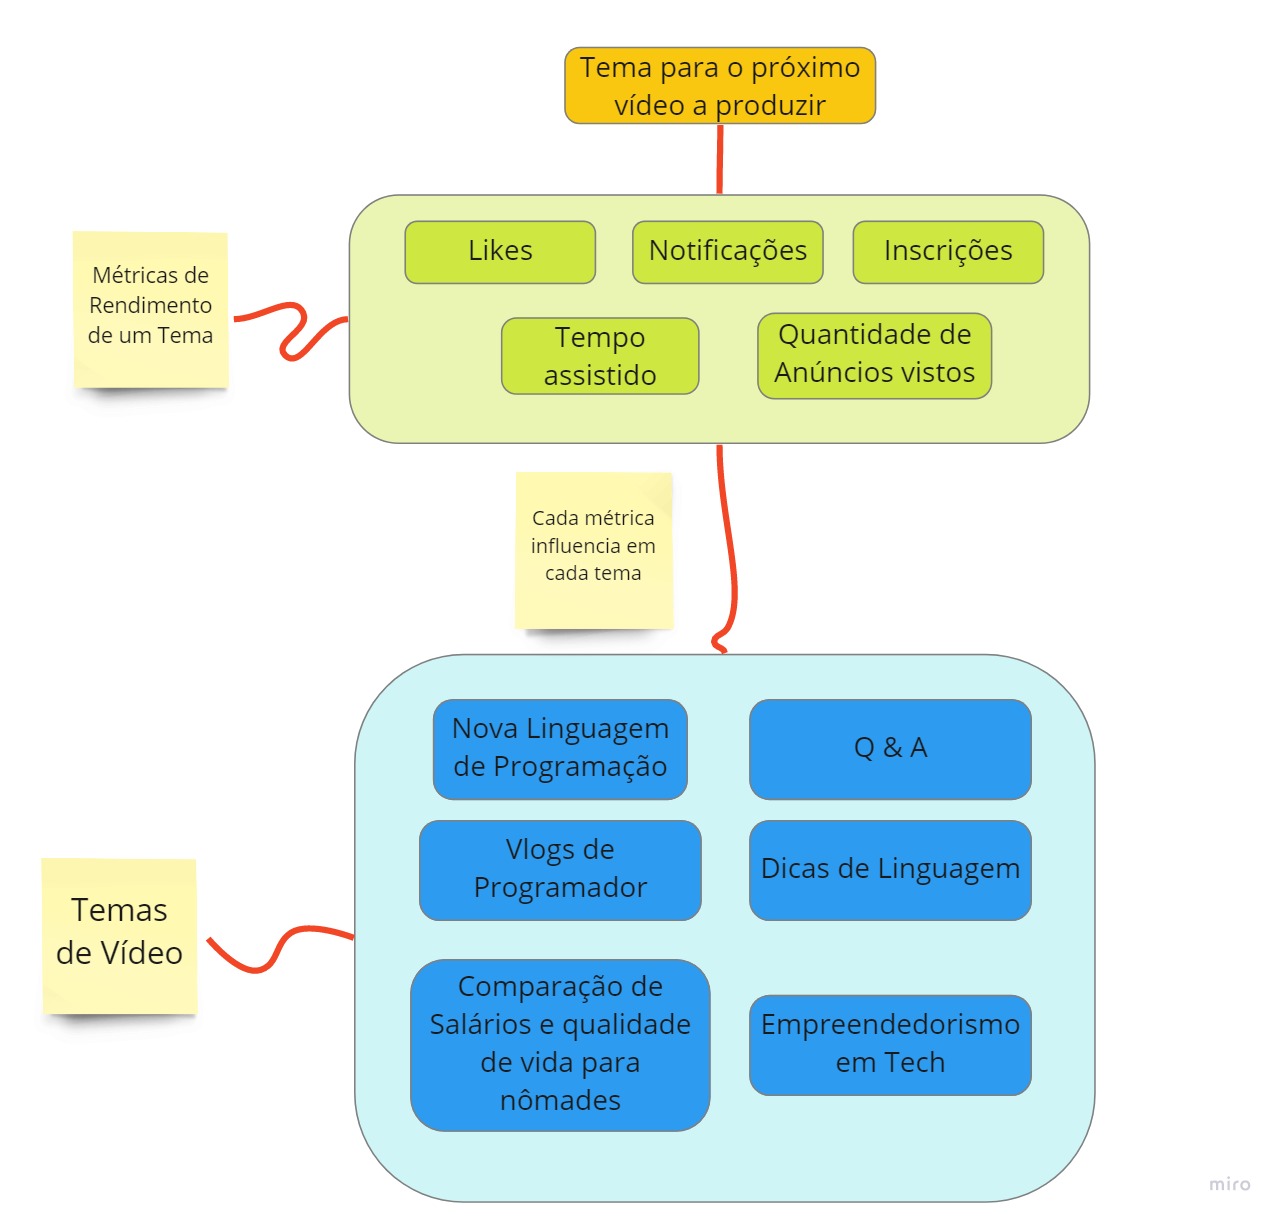 Tema para o próximo
vídeo a produzir
Likes
Notificações
Inscrições
Métricas de
Rendimento
de um Tema
Tempo
assistido
Quantidade de
Anúncios vistos
Cada métrica
influencia em
cada tema
Nova Linguagem
de Programação
Q & A
Vlogs de
Programador
Dicas de Linguagem
Temas
de Vídeo
Comparação de
Salários e qualidade
de vida para
nômades
Empreendedorismo
em Tech
miro